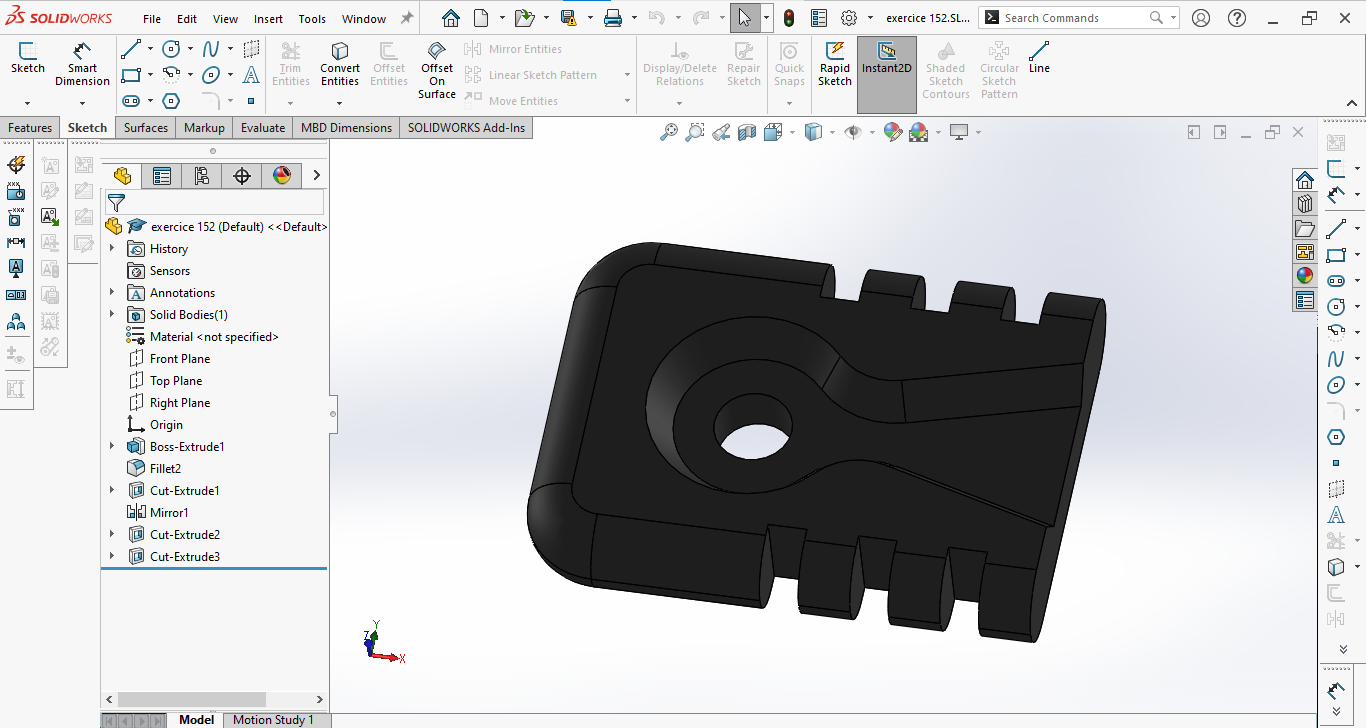 SOLIDWORKS File Edit View Insert Tools Window exercice 152.SL... Search Commands
Sketch Smart Dimension Trim Entities Convert Entities Offset Entities Offset On Surface Mirror Entities Linear Sketch Pattern Move Entities Display/Delete Relations Repair Sketch Quick Snaps Rapid Sketch Instant2D Shaded Sketch Contours Circular Sketch Pattern Line
Features Sketch Surfaces Markup Evaluate MBD Dimensions SOLIDWORKS Add-Ins
exercice 152 (Default) <<Default>
History
Sensors
Annotations
Solid Bodies(1)
Material <not specified>
Front Plane
Top Plane
Right Plane
Origin
Boss-Extrude1
Fillet2
Cut-Extrude1
Mirror1
Cut-Extrude2
Cut-Extrude3
Y
Z
X
Model Motion Study 1